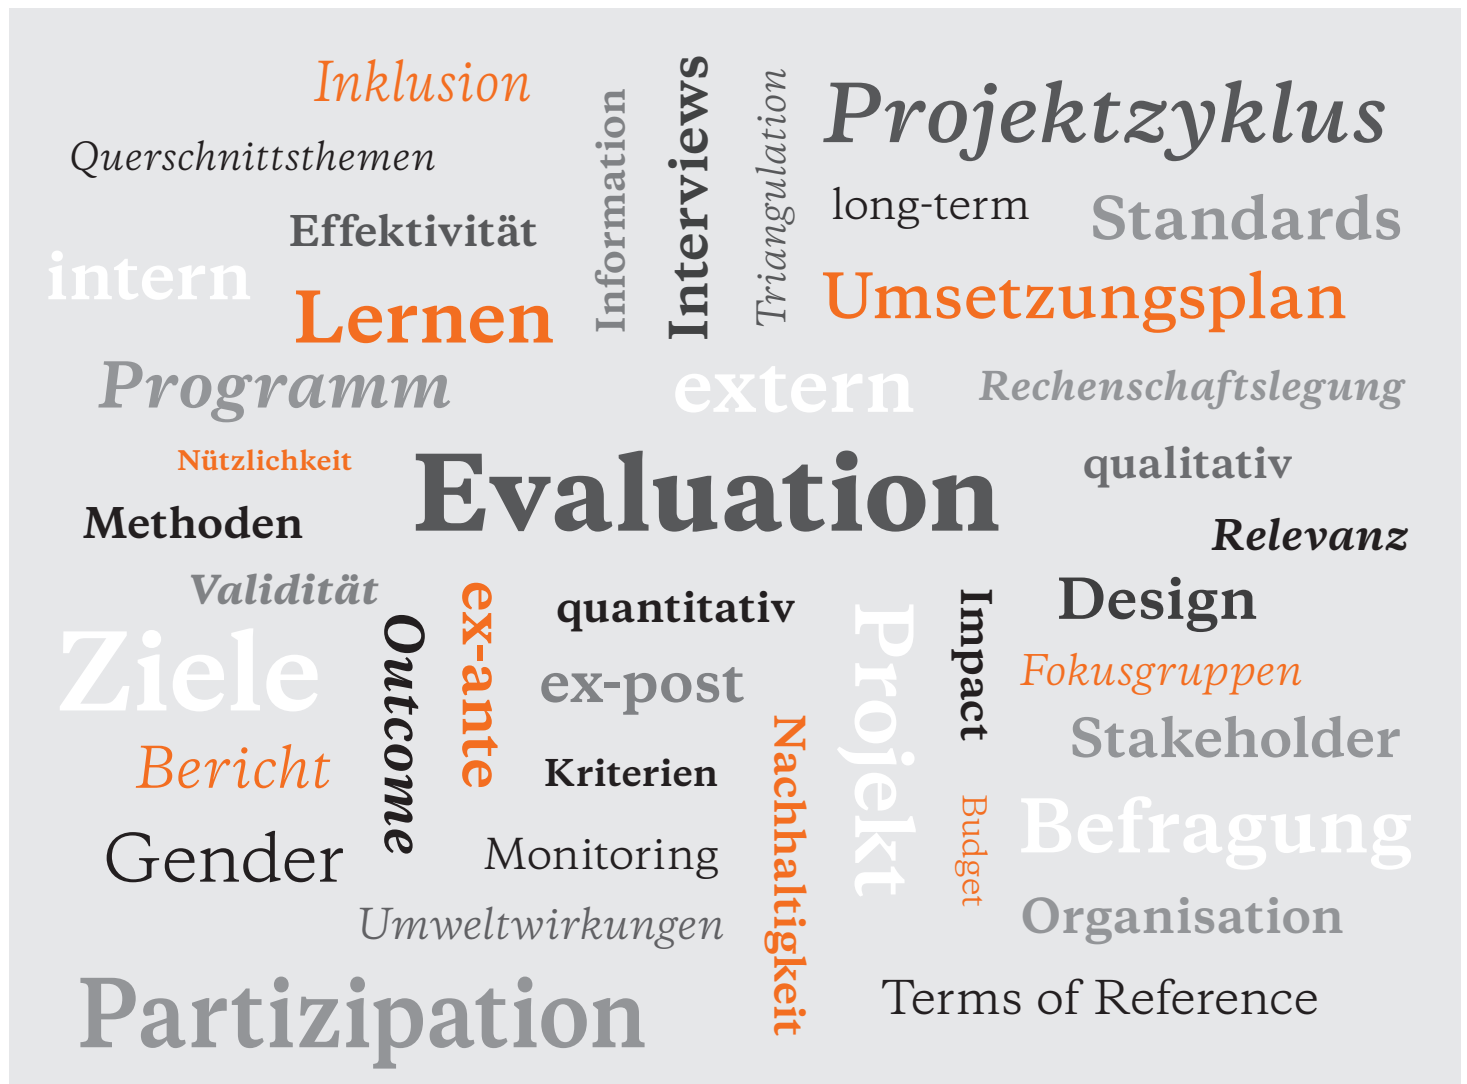 Inklusion
Querschnittsthemen
Effektivität
intern
Lernen
Information
Interviews
Triangulation
Projektzyklus
long-term
Standards
Umsetzungsplan
Programm
extern
Rechenschaftslegung
Nützlichkeit
Evaluation
qualitativ
Methoden
Relevanz
Validität
Ziele
Outcome
ex-ante
quantitativ
ex-post
Projekt
Impact
Design
Fokusgruppen
Stakeholder
Bericht
Kriterien
Nachhaltigkeit
Budget
Befragung
Gender
Monitoring
Umweltwirkungen
Organisation
Partizipation
Terms of Reference